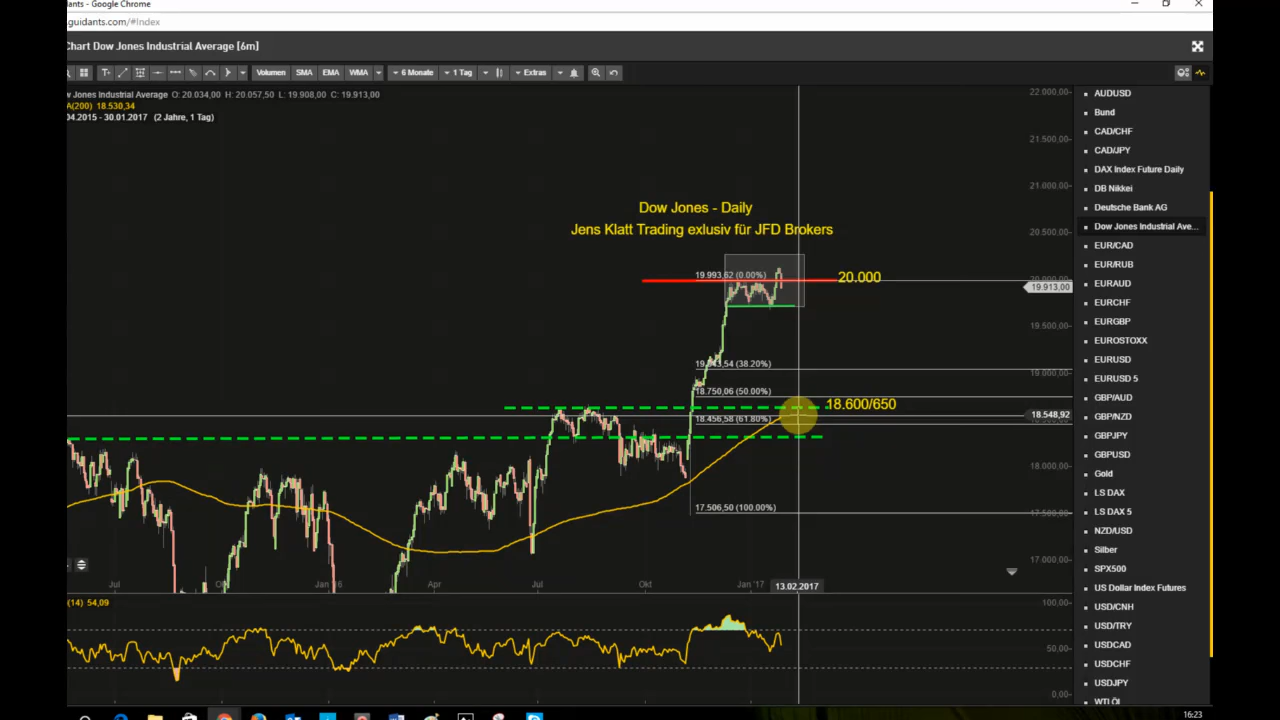 dants - Google Chrome
.guidants.com/#Index
Chart Dow Jones Industrial Average [6m]
Volumen SMA EMA WMA 6 Monate 1 Tag Extras
w Jones Industrial Average O: 20.034,00 H: 20.057,50 L: 19.908,00 C: 19.913,00
A(200) 18.530,34
04.2015 - 30.01.2017 (2 Jahre, 1 Tag)
22.000,00
21.500,00
21.000,00
20.500,00
Dow Jones - Daily
Jens Klatt Trading exlusiv für JFD Brokers
19.993,62 (0.00%)
20.000
19.913,00
19.500,00
(38.20%)
19.000,00
18.750,06 (50.00%)
18.600/650
18.456,58 (61.80%)
18.548,92
18.000,00
17.506,50 (100.00%)
17.000,00
Jul
Jan 16
Apr
Jul
Okt
Jan '17
13.02.2017
(14) 54,09
100,00
50,00
0,00
AUDUSD
Bund
CAD/CHF
CAD/JPY
DAX Index Future Daily
DB Nikkei
Deutsche Bank AG
Dow Jones Industrial Ave...
EUR/CAD
EUR/RUB
EURAUD
EURCHF
EURGBP
EUROSTOXX
EURUSD
EURUSD 5
GBP/AUD
GBP/NZD
GBPJPY
GBPUSD
Gold
LS DAX
LS DAX 5
NZD/USD
Silber
SPX500
US Dollar Index Futures
USD/CNH
USD/TRY
USDCAD
USDCHF
USDJPY
WTI ÖL
16:23